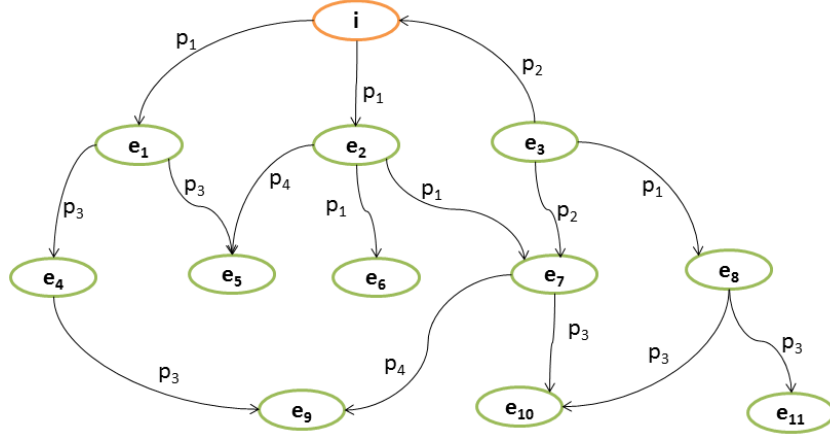 i
p₁
p₂
p₁
e₁
e₂
e₃
p₃
p₄
p₁
p₁
p₃
p₁
p₂
e₄
e₅
e₆
e₇
e₈
p₃
p₄
p₃
p₃
p₃
e₉
e₁₀
e₁₁